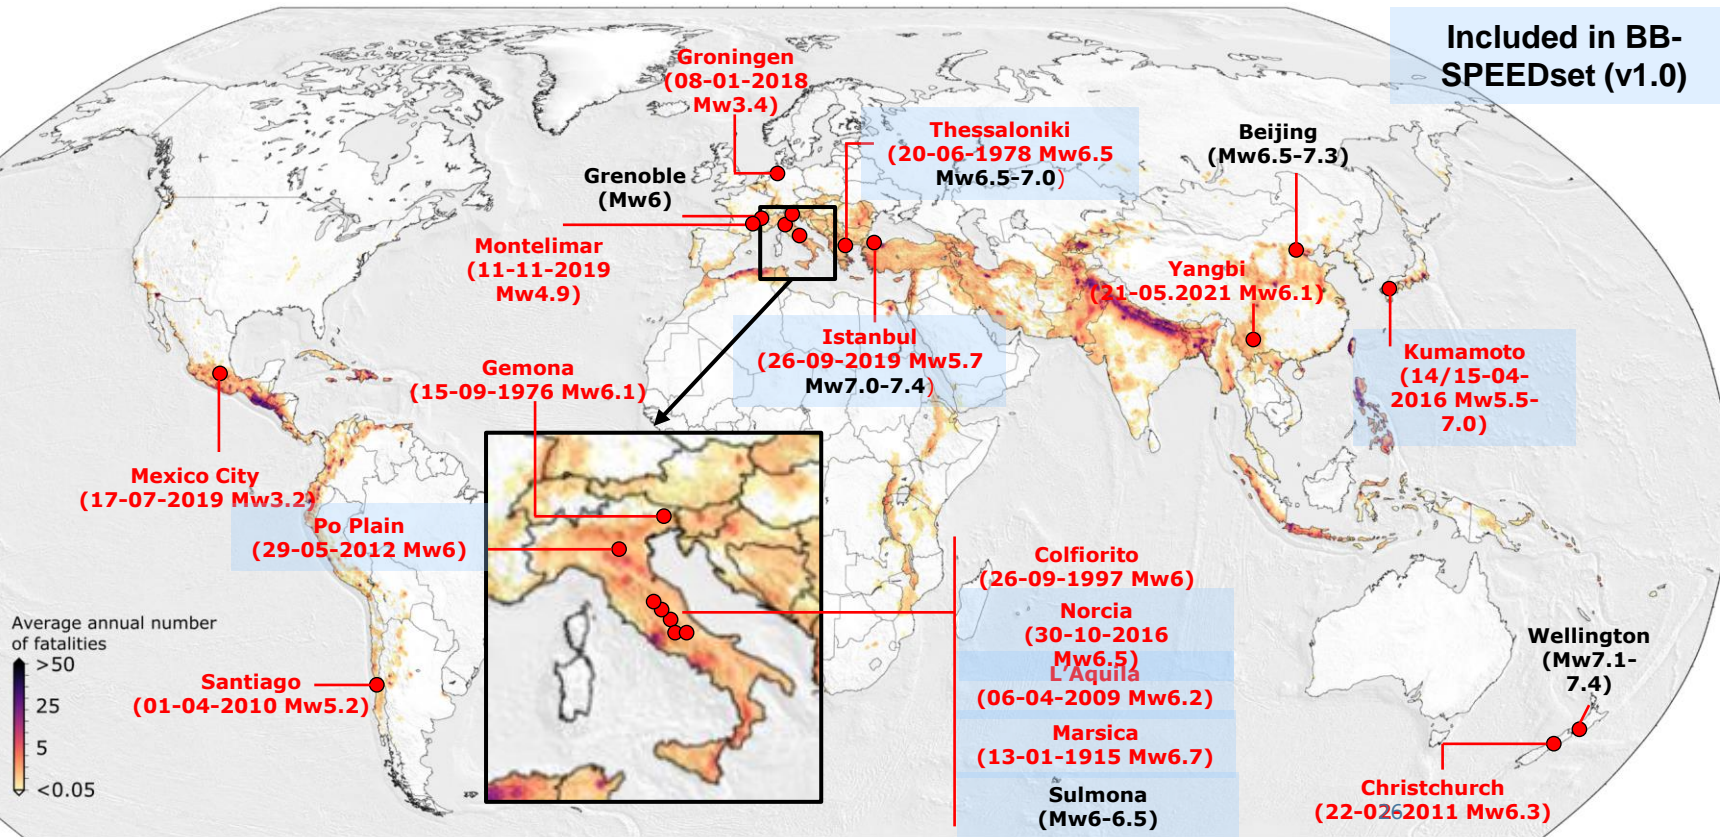 Included in BB-
SPEEDset (v1.0)
Groningen
(08-01-2018
Mw3.4)
Thessaloniki
(20-06-1978 Mw6.5
Mw6.5-7.0)
Beijing
(Mw6.5-7.3)
Grenoble
(Mw6)
Montelimar
(11-11-2019
Mw4.9)
Yangbi
(21-05.2021 Mw6.1)
Istanbul
(26-09-2019 Mw5.7
Mw7.0-7.4)
Kumamoto
(14/15-04-
2016 Mw5.5-
7.0)
Gemona
(15-09-1976 Mw6.1)
Mexico City
(17-07-2019 Mw3.2)
Po Plain
(29-05-2012 Mw6)
Colfiorito
(26-09-1997 Mw6)
Norcia
(30-10-2016
Mw6.5)
L'Aquila
(06-04-2009 Mw6.2)
Marsica
(13-01-1915 Mw6.7)
Sulmona
(Mw6-6.5)
Wellington
(Mw7.1-
7.4)
Christchurch
(22-02-2011 Mw6.3)
26
Santiago
(01-04-2010 Mw5.2)
Average annual number
of fatalities
>50
25
5
<0.05